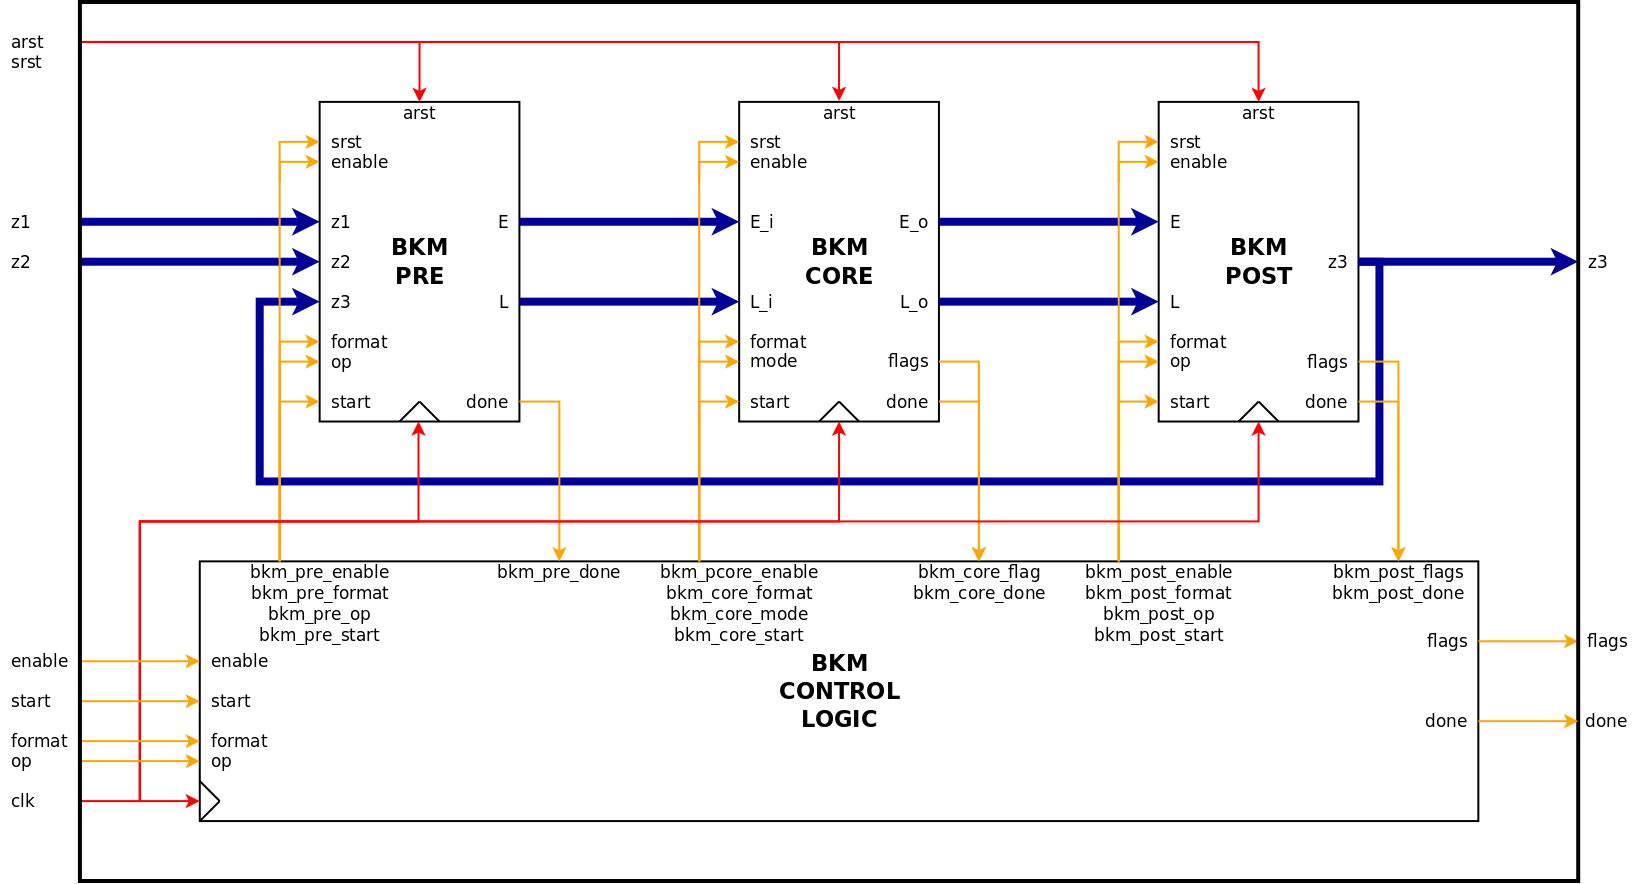 arst
srst
z1
z2
enable
start
format
op
clk
arst
srst
enable
z1
z2
z3
format
op
start
E
L
done
BKM
PRE
arst
srst
enable
E_i
L_i
format
mode
start
E_o
L_o
flags
done
BKM
CORE
arst
srst
enable
E
L
format
op
start
z3
flags
done
BKM
POST
z3
bkm_pre_enable
bkm_pre_format
bkm_pre_op
bkm_pre_start
bkm_pre_done
bkm_pcore_enable
bkm_core_format
bkm_core_mode
bkm_core_start
bkm_core_flag
bkm_core_done
bkm_post_enable
bkm_post_format
bkm_post_op
bkm_post_start
bkm_post_flags
bkm_post_done
enable
start
format
op
BKM
CONTROL
LOGIC
flags
done
flags
done